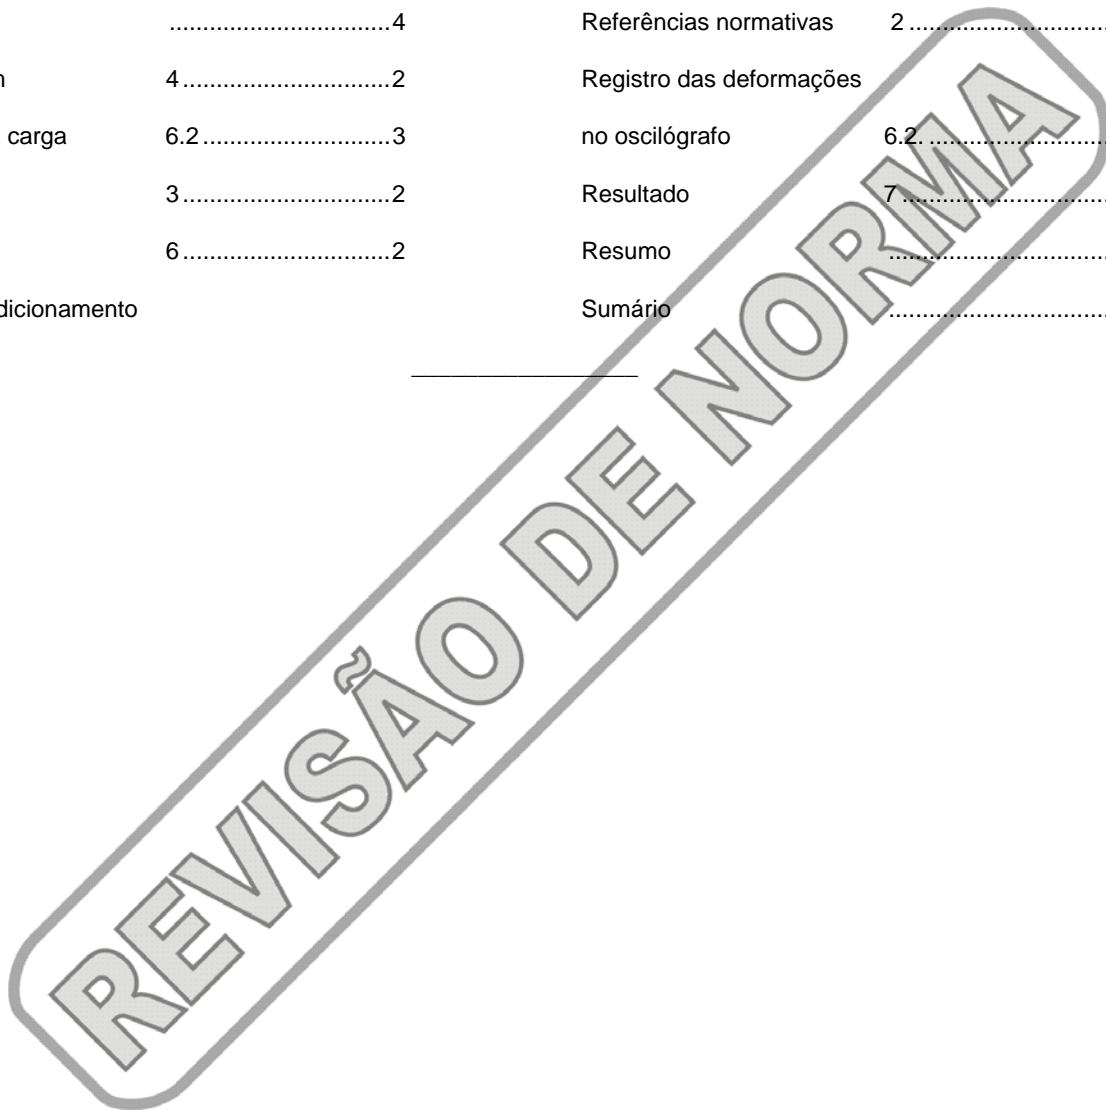 ..................................4
n 4................................2
carga 6.2.............................3
3................................2
6................................2
dicionamento
Referências normativas 2 ..............................
Registro das deformações
no oscilógrafo 6.2. ...........................
Resultado 7 ...............................
Resumo ................................
Sumário ................................
REVISÃO DE NORMA